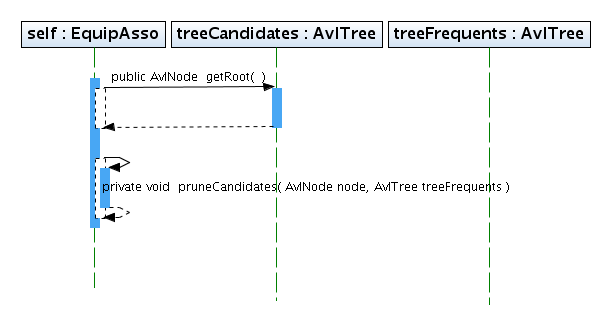 self : EquipAsso
treeCandidates : AvlTree
treeFrequents : AvlTree
public AvlNode getRoot( )
private void pruneCandidates( AvlNode node, AvlTree treeFrequents )